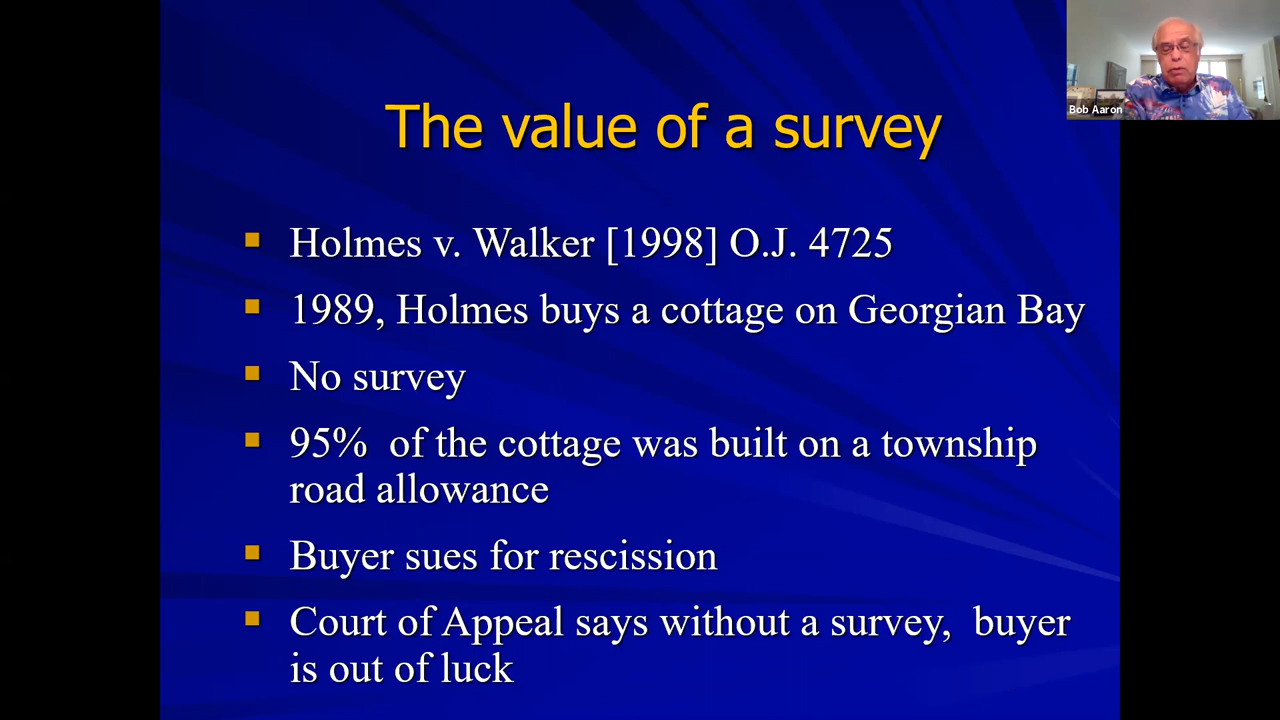 Bob Aaron
The value of a survey
Holmes v. Walker [1998] O.J. 4725
1989, Holmes buys a cottage on Georgian Bay
No survey
95% of the cottage was built on a township
road allowance
Buyer sues for rescission
Court of Appeal says without a survey, buyer
is out of luck